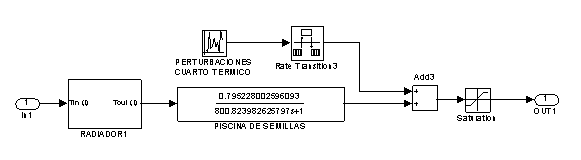 PERTURBACIONES
CUARTO TERMICO
Rate Transition3
Add3
+
+
1
In1
Tin ()
Tout ()
RADIADOR1
0.795228002596093
800.823982625797s+1
PISCINA DE SEMILLAS
Saturation
1
OUT1